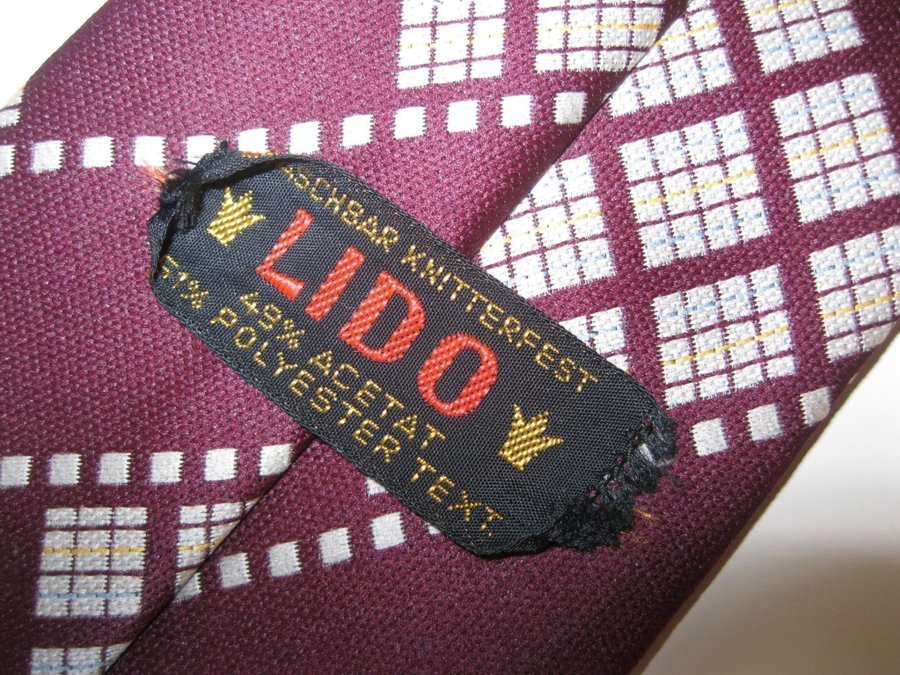 ASCHBAR KNITTERFEST
LIDO
49% ACETAT
51% POLYESTER TEXT.